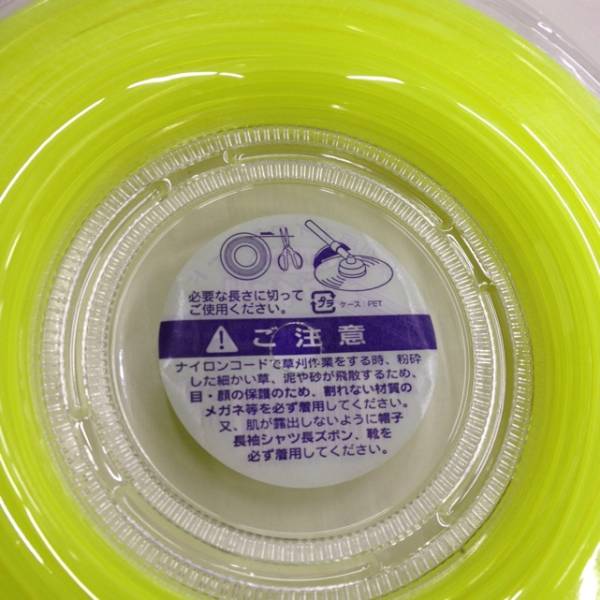 必要な長さに切って
ご使用ください。
プラ
ケース：PET
ご注意
ナイロンコードで草刈作業をする時、粉砕
した細かい草、泥や砂が飛散するため、
目・顔の保護のため、割れない材質の
メガネ等を必ず着用してください。
又、肌が露出しないように帽子
長袖シャツ長ズボン、靴を
必ず着用してください。